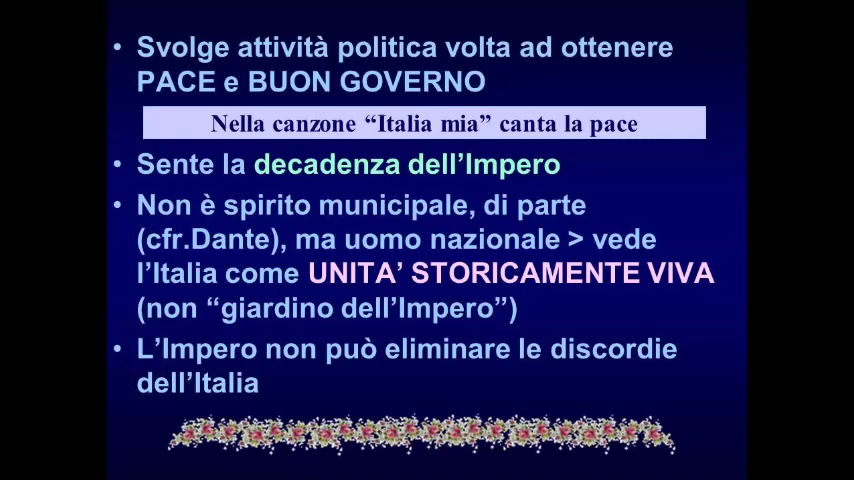 • Svolge attività politica volta ad ottenere
PACE e BUON GOVERNO
Nella canzone “Italia mia” canta la pace
• Sente la decadenza dell’Impero
• Non è spirito municipale, di parte
(cfr.Dante), ma uomo nazionale > vede
l’Italia come UNITA’ STORICAMENTE VIVA
(non “giardino dell’Impero”)
• L’Impero non può eliminare le discordie
dell’Italia